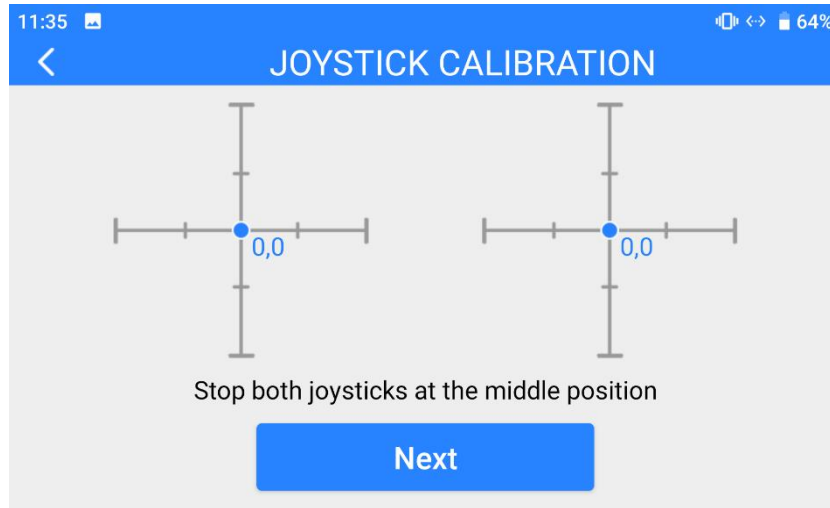 11:35 64%
JOYSTICK CALIBRATION
0,0 0,0
Stop both joysticks at the middle position
Next